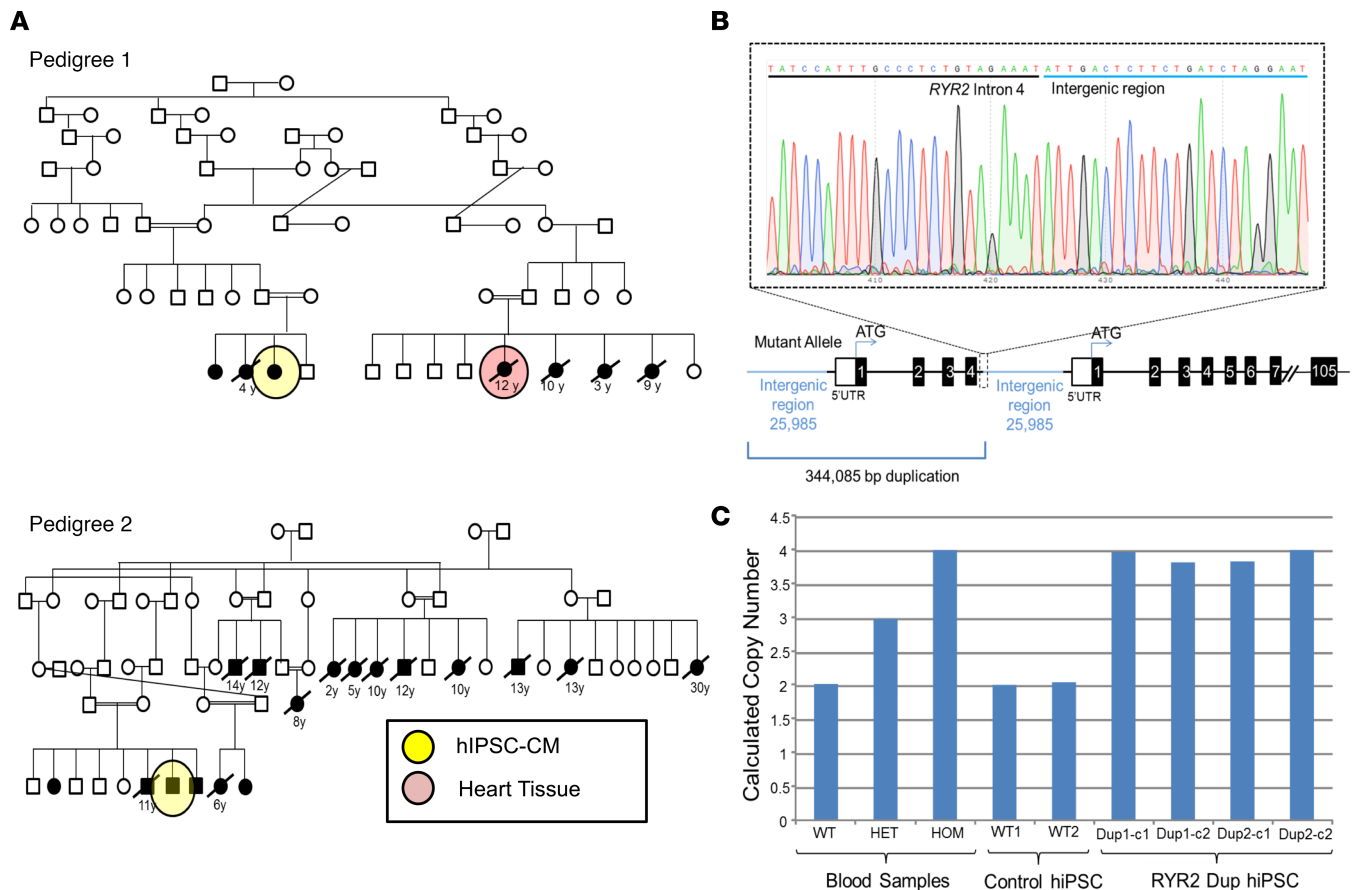 A
Pedigree 1
4 y
12 y
10 y
3 y
9 y
Pedigree 2
14y
12y
8y
2y
5y
10y
12y
10y
13y
13y
30y
11y
6y
hIPSC-CM
Heart Tissue
B
TATCCATTTGCCCTCTGTAGAAATATTGACTCTTCTGATCTAGGAAT
RYR2 Intron 4
Intergenic region
410
420
430
440
Mutant Allele
ATG
ATG
1
2
3
4
1
2
3
4
5
6
7
105
5'UTR
5'UTR
Intergenic
region
25,985
Intergenic
region
25,985
344,085 bp duplication
C
Calculated Copy Number
4.5
4
3.5
3
2.5
2
1.5
1
0.5
0
WT
HET
HOM
WT1
WT2
Dup1-c1
Dup1-c2
Dup2-c1
Dup2-c2
Blood Samples
Control hiPSC
RYR2 Dup hiPSC